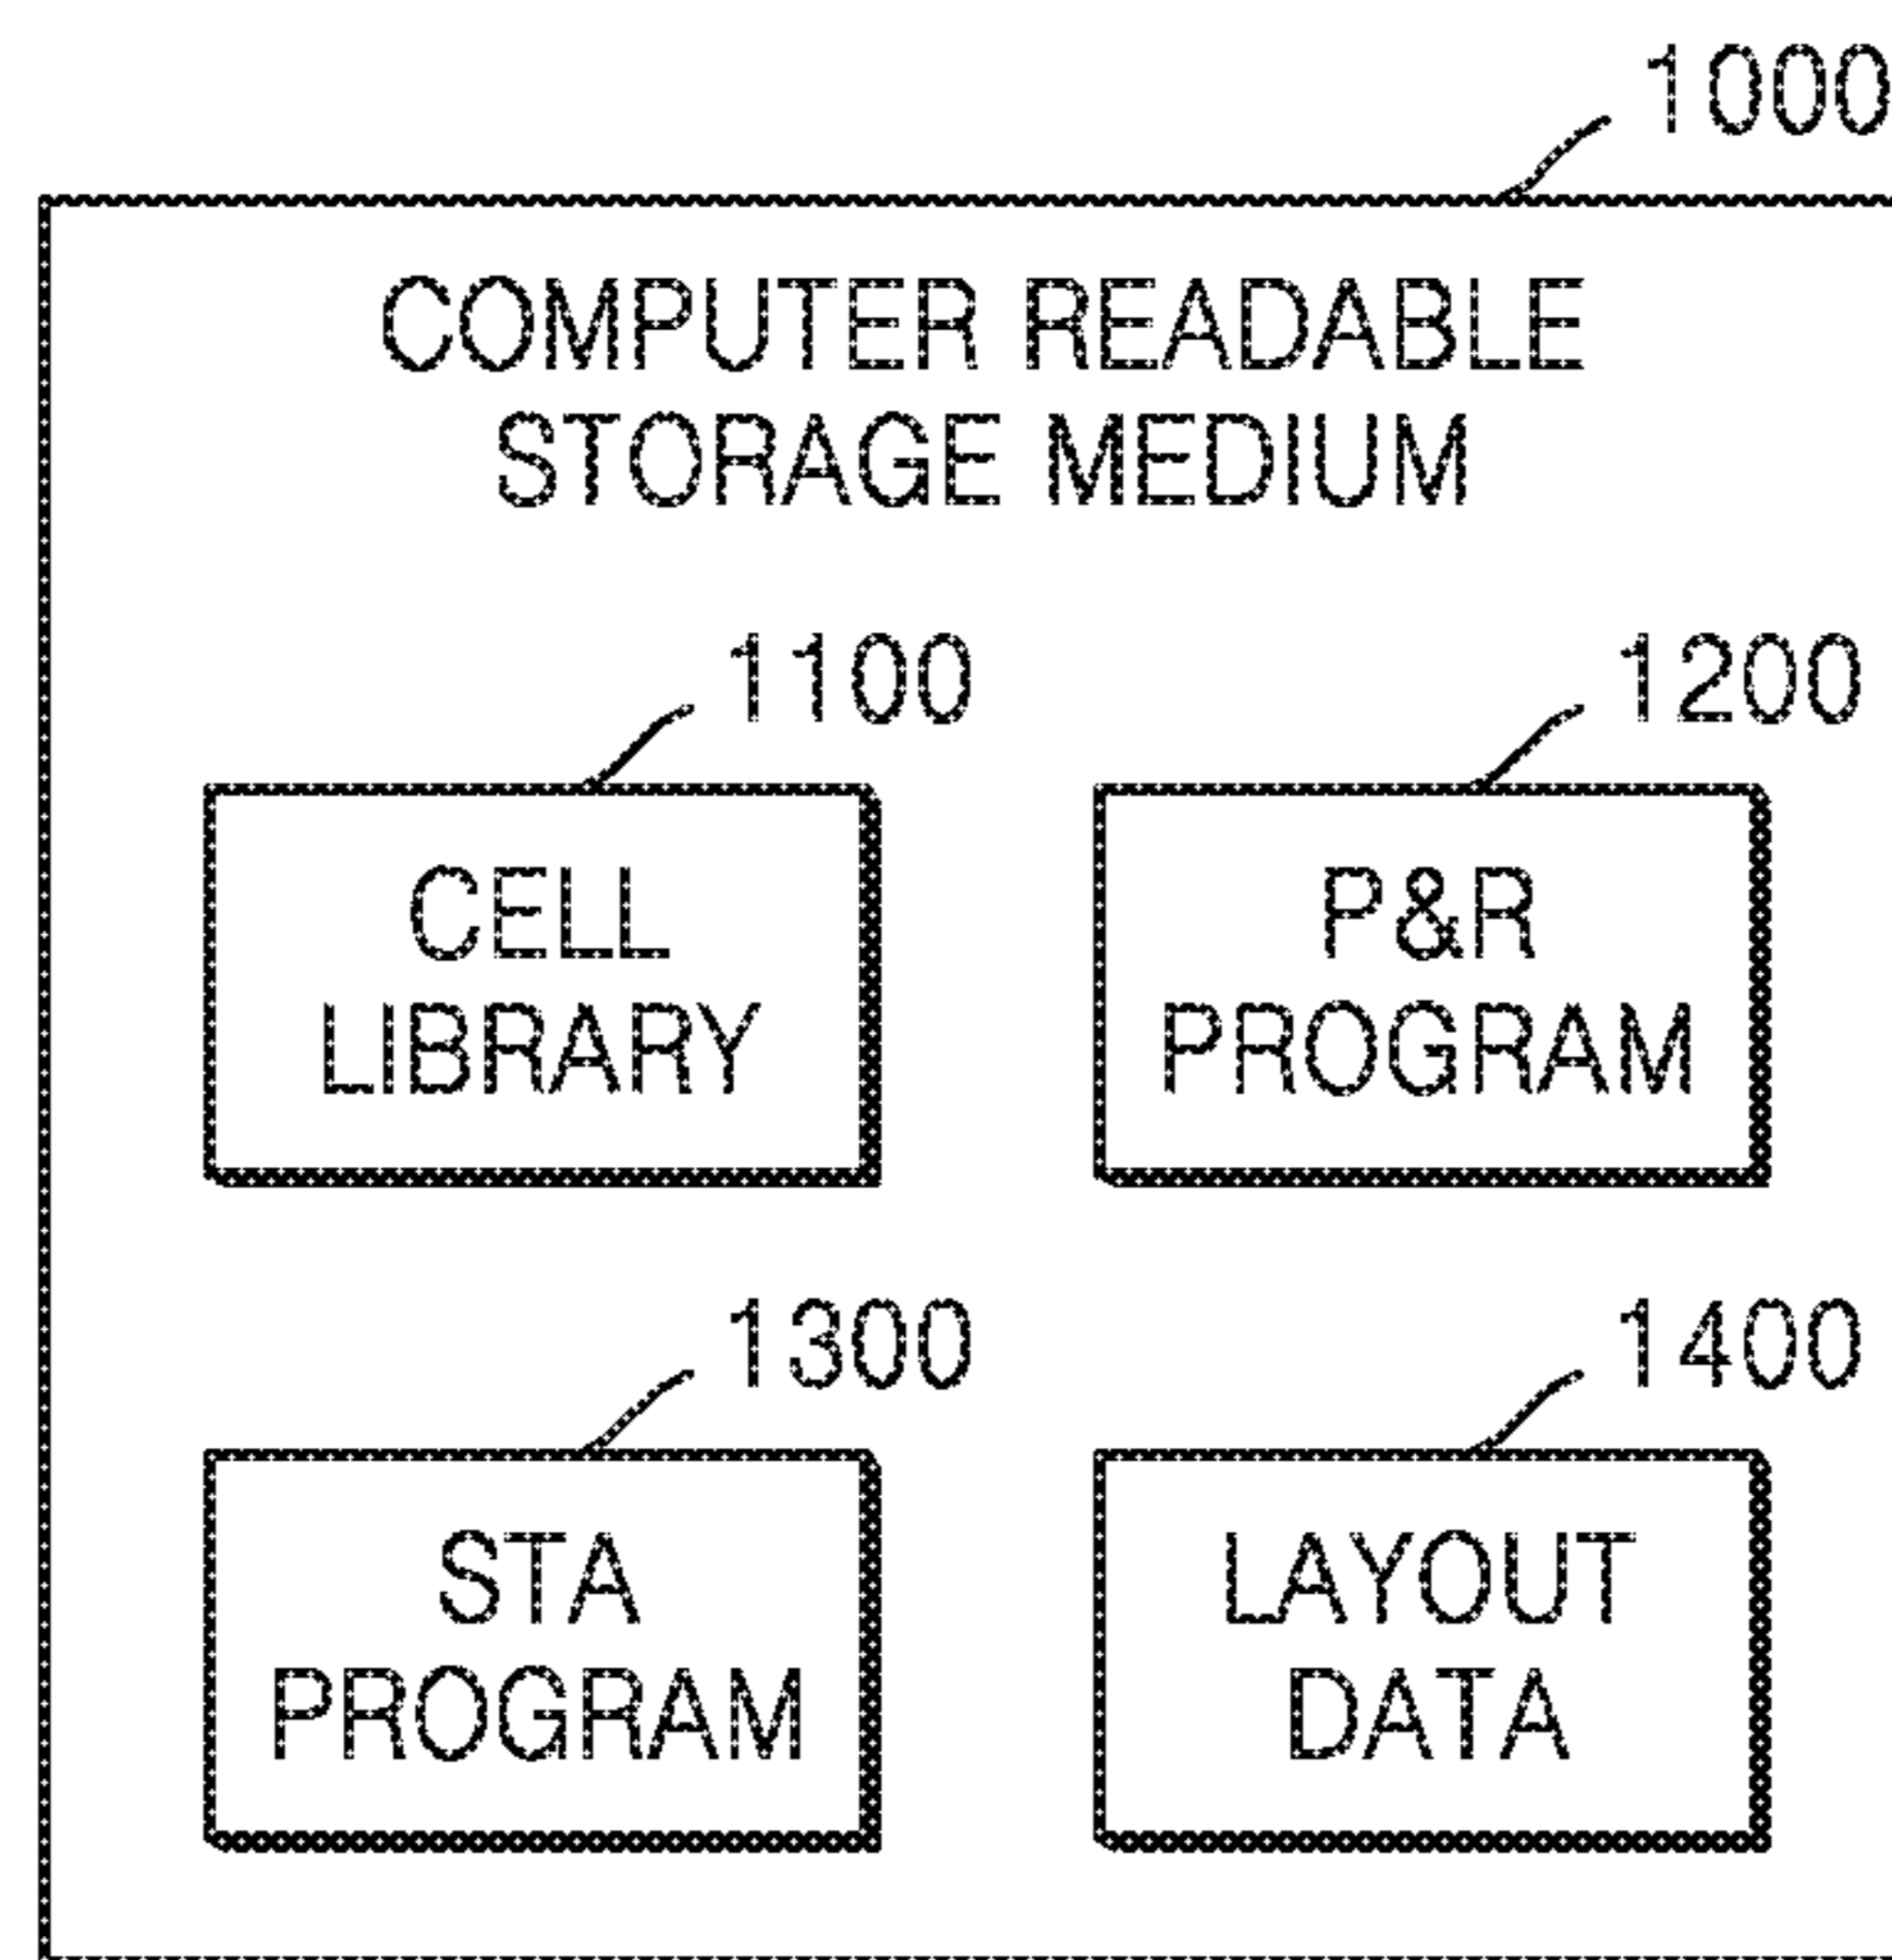 1000
COMPUTER READABLE
STORAGE MEDIUM
1100
1200
CELL
LIBRARY
P&R
PROGRAM
1300
1400
STA
PROGRAM
LAYOUT
DATA